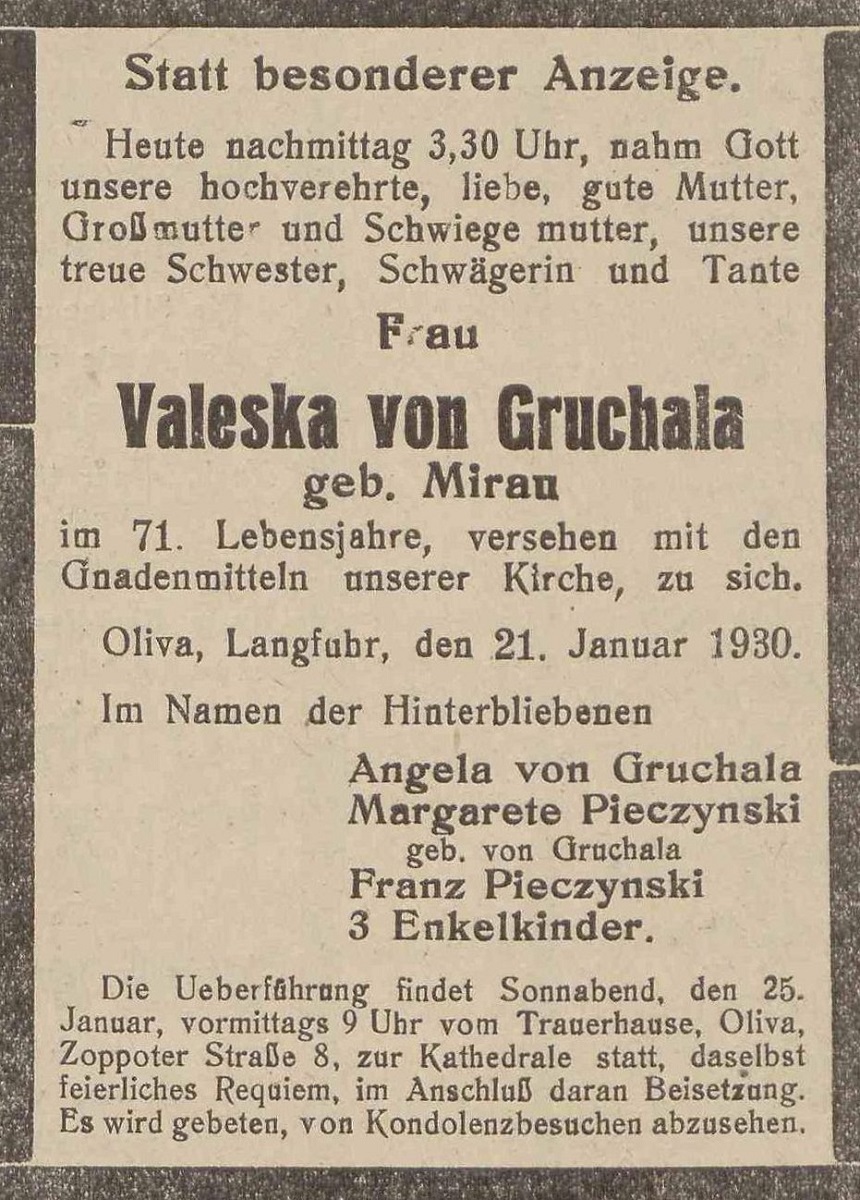 Statt besonderer Anzeige.
Heute nachmittag 3,30 Uhr, nahm Gott
unsere hochverehrte, liebe, gute Mutter,
Großmutter und Schwiege mutter, unsere
treue Schwester, Schwägerin und Tante
Frau
Valeska von Gruchala
geb. Mirau
im 71. Lebensjahre, versehen mit den
Gnadenmitteln unserer Kirche, zu sich.
Oliva, Langfuhr, den 21. Januar 1930.
Im Namen der Hinterbliebenen
Angela von Gruchala
Margarete Pieczynski
geb. von Gruchala
Franz Pieczynski
3 Enkelkinder.
Die Ueberführung findet Sonnabend, den 25.
Januar, vormittags 9 Uhr vom Trauerhause, Oliva,
Zoppoter Straße 8, zur Kathedrale statt, daselbst
feierliches Requiem, im Anschluß daran Beisetzung.
Es wird gebeten, von Kondolenzbesuchen abzusehen.